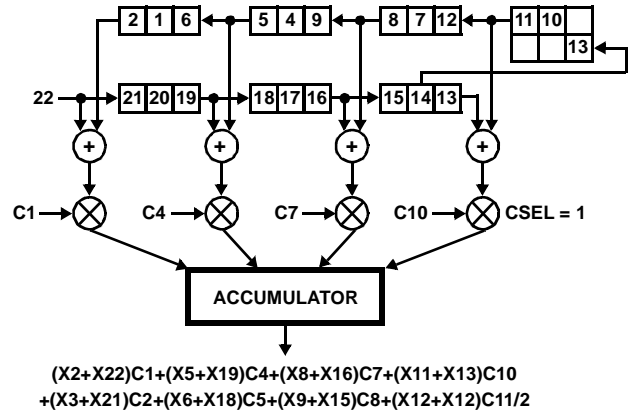 2 1 6 5 4 9 8 7 12 11 10
13
22 21 20 19 18 17 16 15 14 13
+ + + +
C1 C4 C7 C10 CSEL = 1
ACCUMULATOR
(X2+X22)C1+(X5+X19)C4+(X8+X16)C7+(X11+X13)C10
+(X3+X21)C2+(X6+X18)C5+(X9+X15)C8+(X12+X12)C11/2